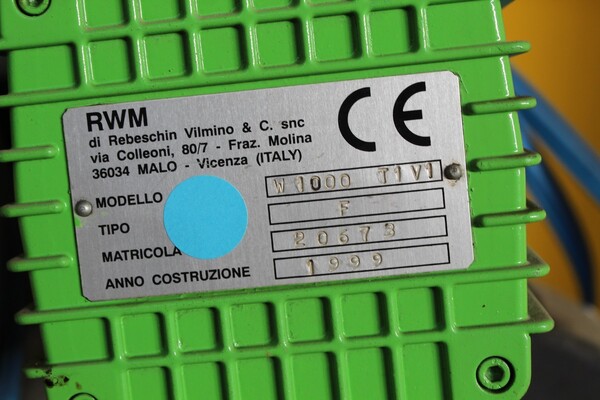 RWM
di Rebeschin Vilmino & C. snc
via Colleoni, 80/7 - Fraz. Molina
36034 MALO - Vicenza (ITALY)
CE
MODELLO W1000 T1V1
TIPO F
MATRICOLA 20673
ANNO COSTRUZIONE 1999